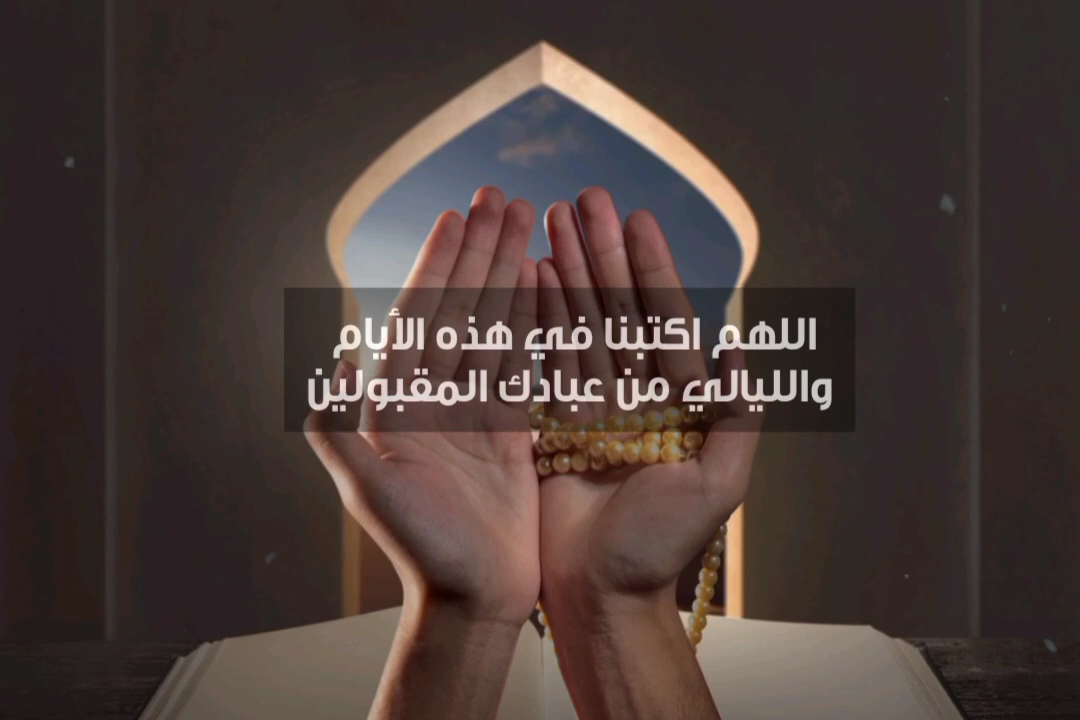 اللهم اكتبنا في هذه الأيام
والليالي من عبادك المقبولين